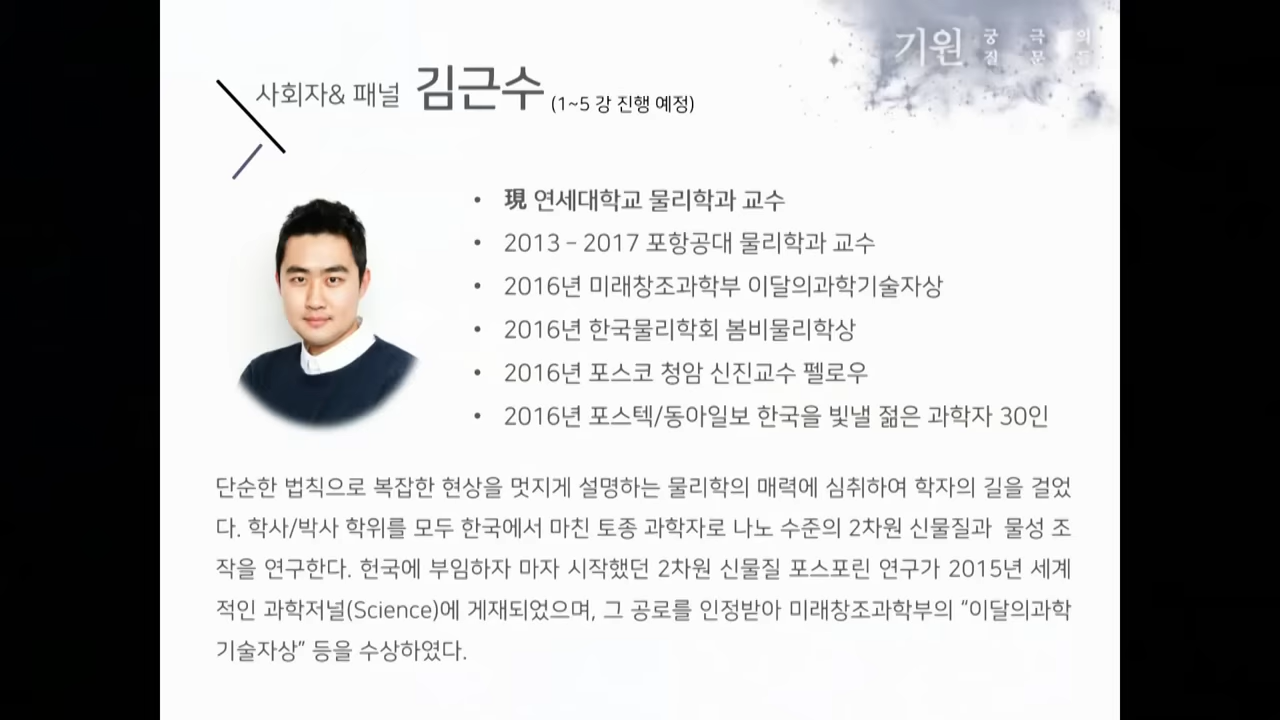 기원 궁극의
질문들
사회자& 패널 김근수 (1~5 강 진행 예정)
• 現 연세대학교 물리학과 교수
• 2013 – 2017 포항공대 물리학과 교수
• 2016년 미래창조과학부 이달의과학기술자상
• 2016년 한국물리학회 봄비물리학상
• 2016년 포스코 청암 신진교수 펠로우
• 2016년 포스텍/동아일보 한국을 빛낼 젊은 과학자 30인
단순한 법칙으로 복잡한 현상을 멋지게 설명하는 물리학의 매력에 심취하여 학자의 길을 걸었
다. 학사/박사 학위를 모두 한국에서 마친 토종 과학자로 나노 수준의 2차원 신물질과 물성 조
작을 연구한다. 헌국에 부임하자 마자 시작했던 2차원 신물질 포스포린 연구가 2015년 세계
적인 과학저널(Science)에 게재되었으며, 그 공로를 인정받아 미래창조과학부의 “이달의과학
기술자상” 등을 수상하였다.